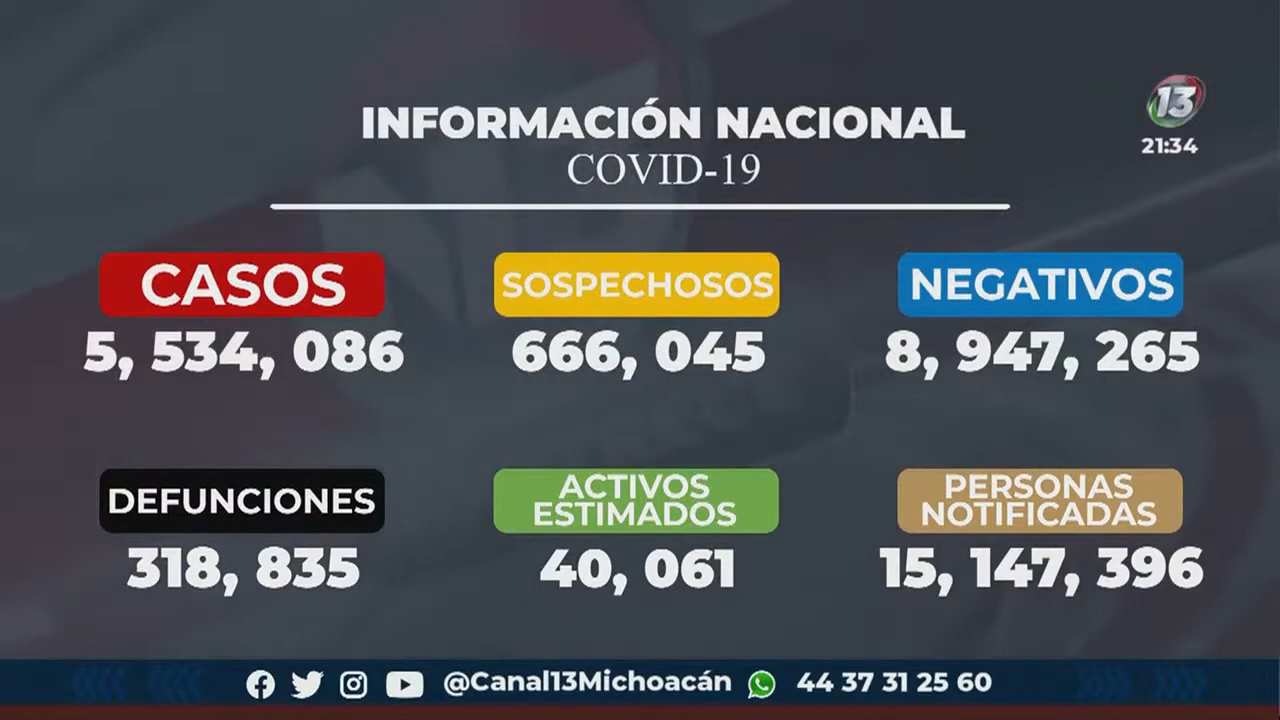 INFORMACIÓN NACIONAL
COVID-19
13
21:34
CASOS
5, 534, 086
SOSPECHOSOS
666, 045
NEGATIVOS
8, 947, 265
DEFUNCIONES
318, 835
ACTIVOS
ESTIMADOS
40, 061
PERSONAS
NOTIFICADAS
15, 147, 396
@Canal13Michoacán 44 37 31 25 60